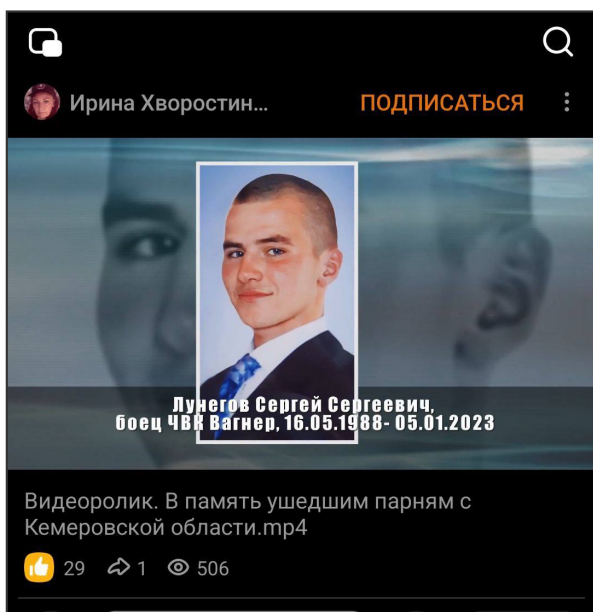 Ирина Хворостин...
ПОДПИСАТЬСЯ
Лунегов Сергей Сергеевич,
боец ЧВК Вагнер, 16.05.1988- 05.01.2023
Видеоролик. В память ушедшим парням с
Кемеровской области.mp4
29 1 506